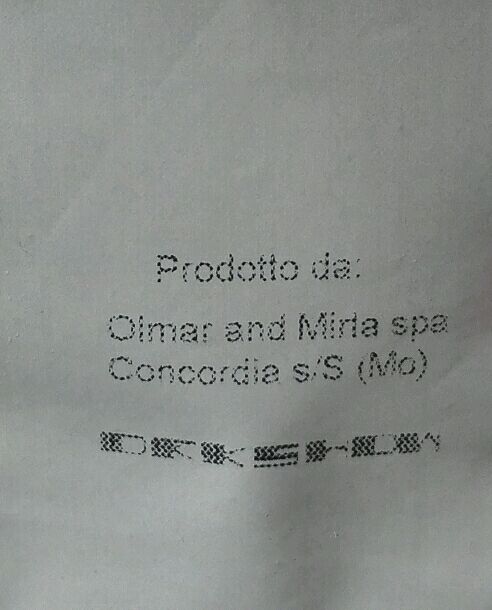 Prodotto da:
Olmar and Mirta spa
Concordia s/S (Mo)